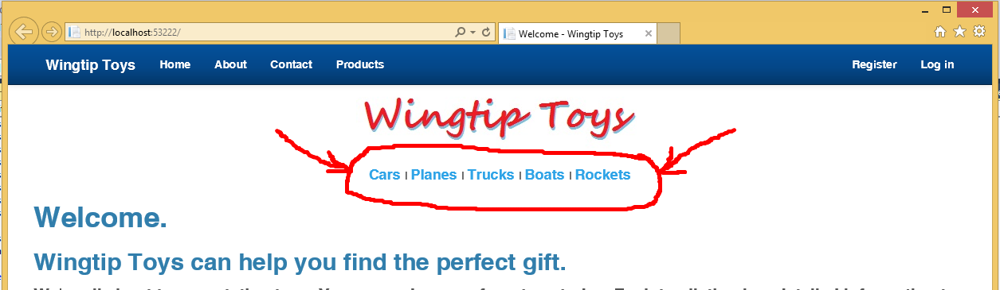 http://localhost:53222/
Welcome - Wingtip Toys
Wingtip Toys Home About Contact Products Register Log in
Wingtip Toys
Cars | Planes | Trucks | Boats | Rockets
Welcome.
Wingtip Toys can help you find the perfect gift.